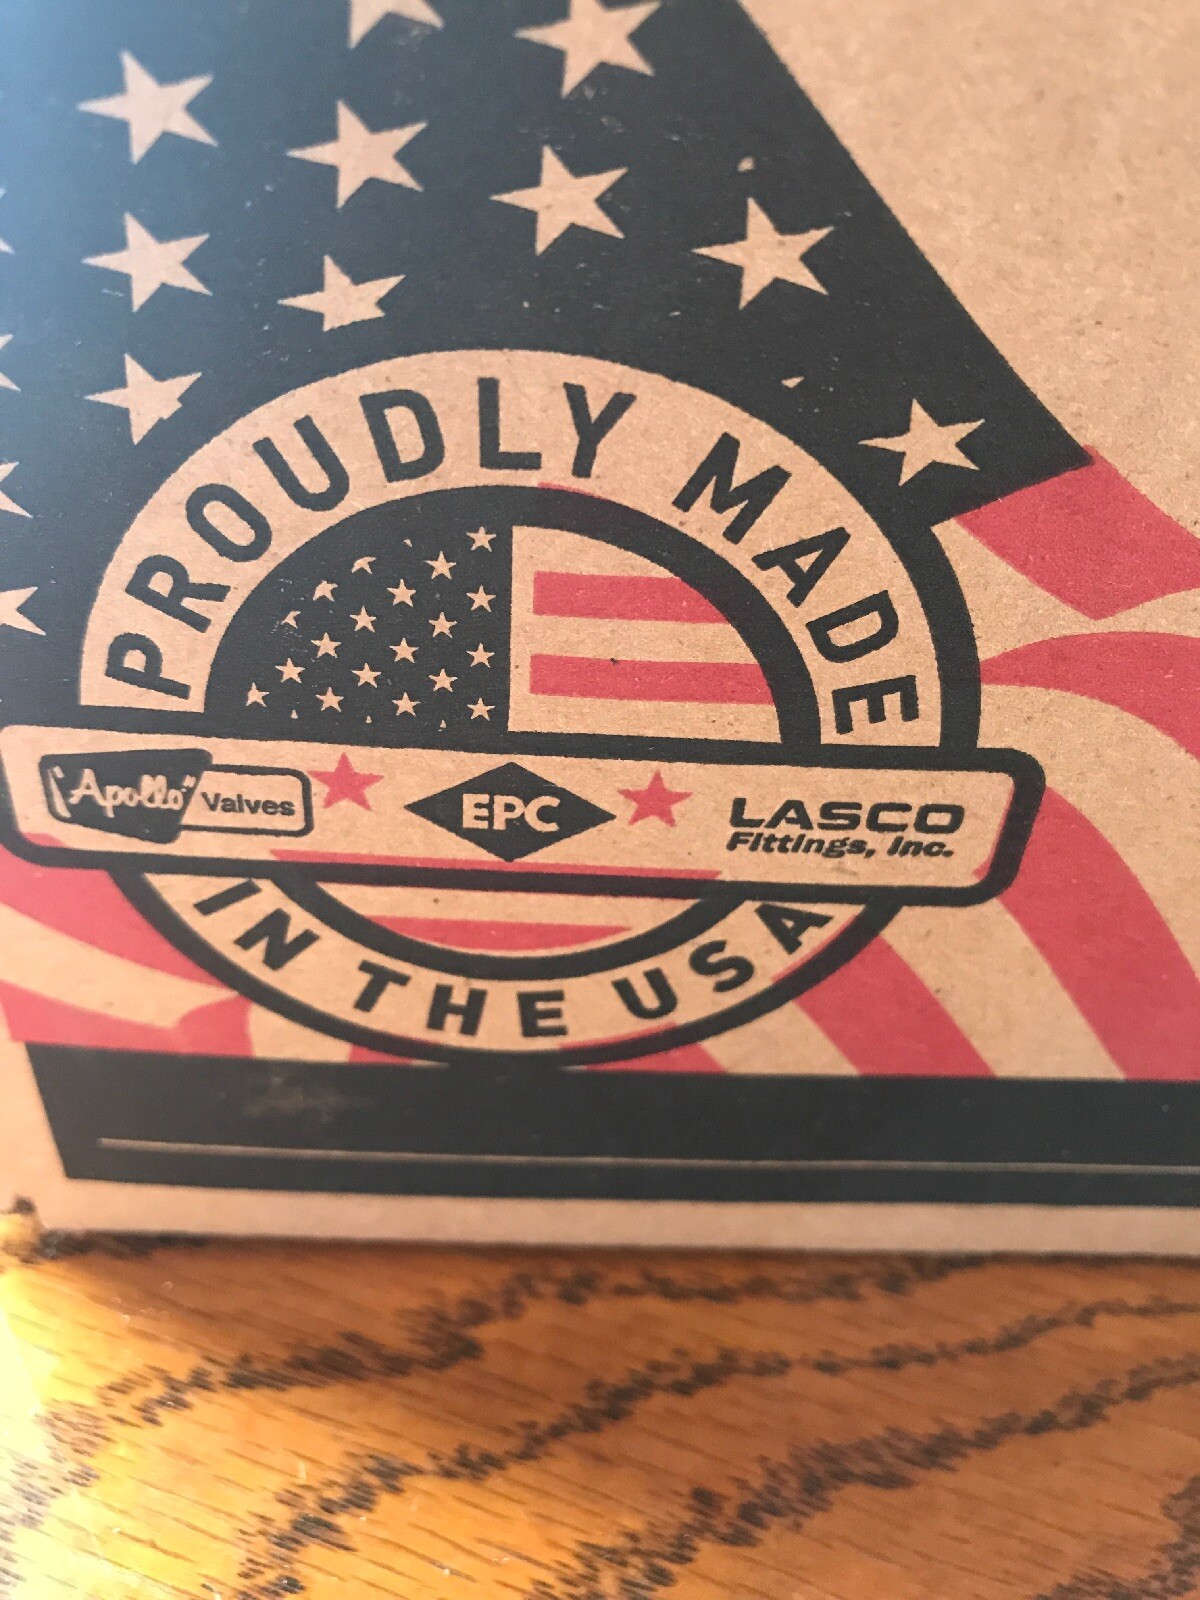 PROUDLY MADE
"Apollo" Valves
EPC
LASCO
Fittings, Inc.
IN THE USA